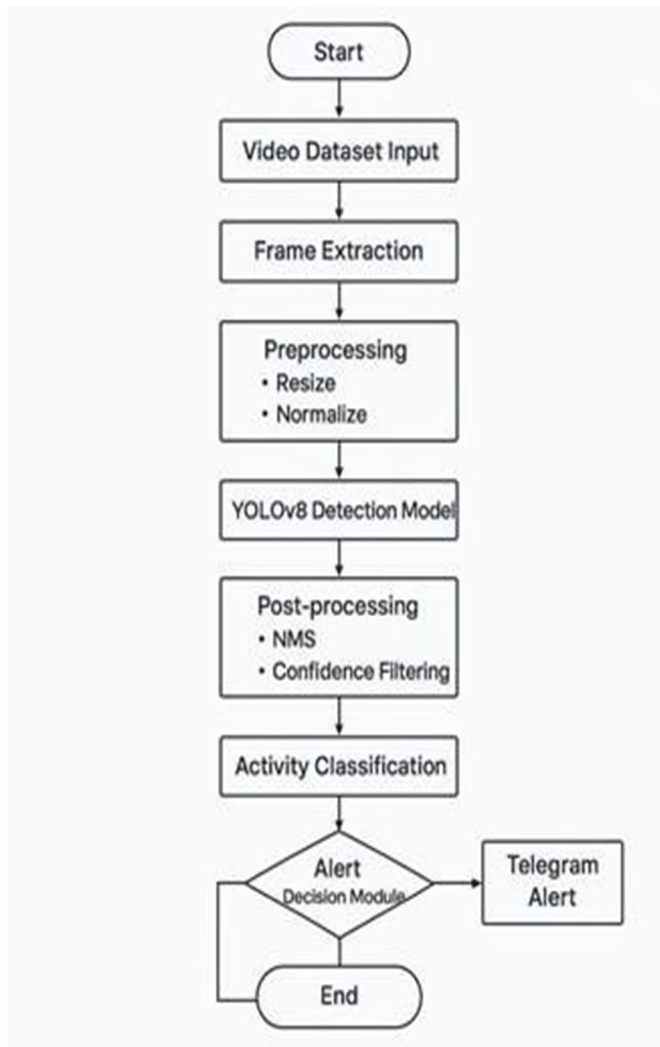 Start
Video Dataset Input
Frame Extraction
Preprocessing
• Resize
• Normalize
YOLOv8 Detection Model
Post-processing
• NMS
• Confidence Filtering
Activity Classification
Alert
Decision Module
Telegram
Alert
End